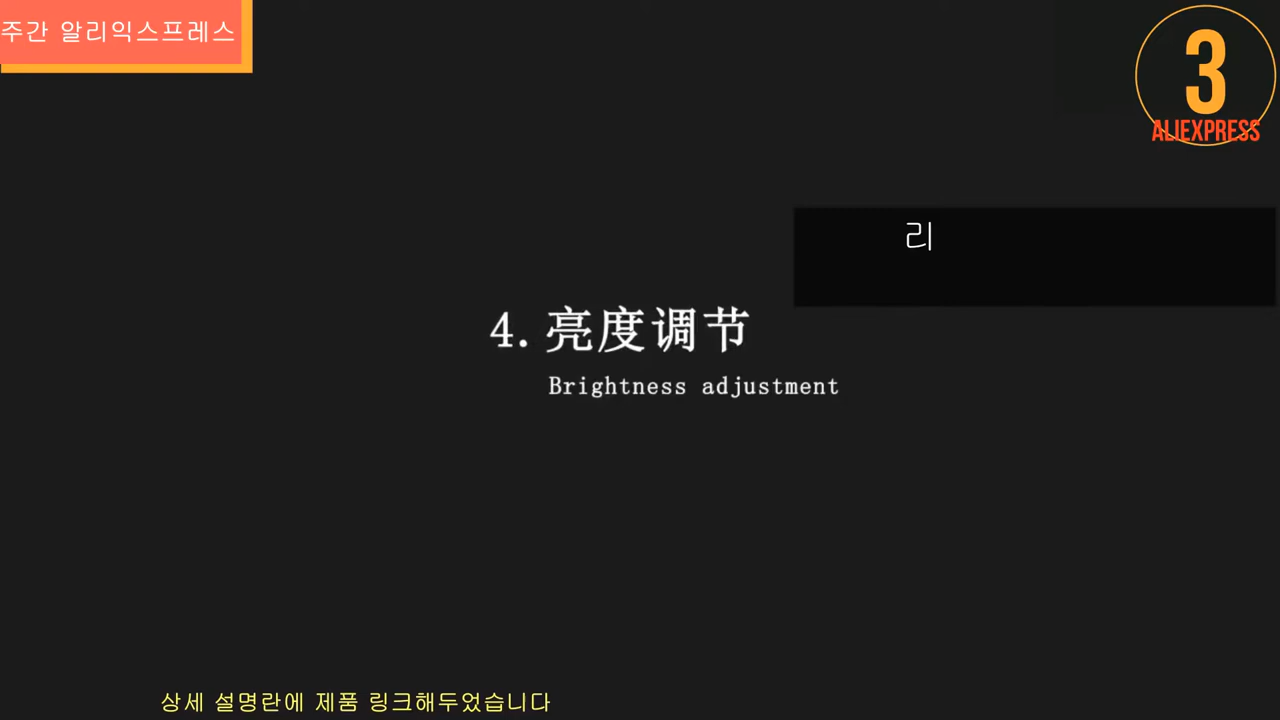 주간 알리익스프레스
3
ALIEXPRESS
리
4. 亮度调节
Brightness adjustment
상세 설명란에 제품 링크해두었습니다